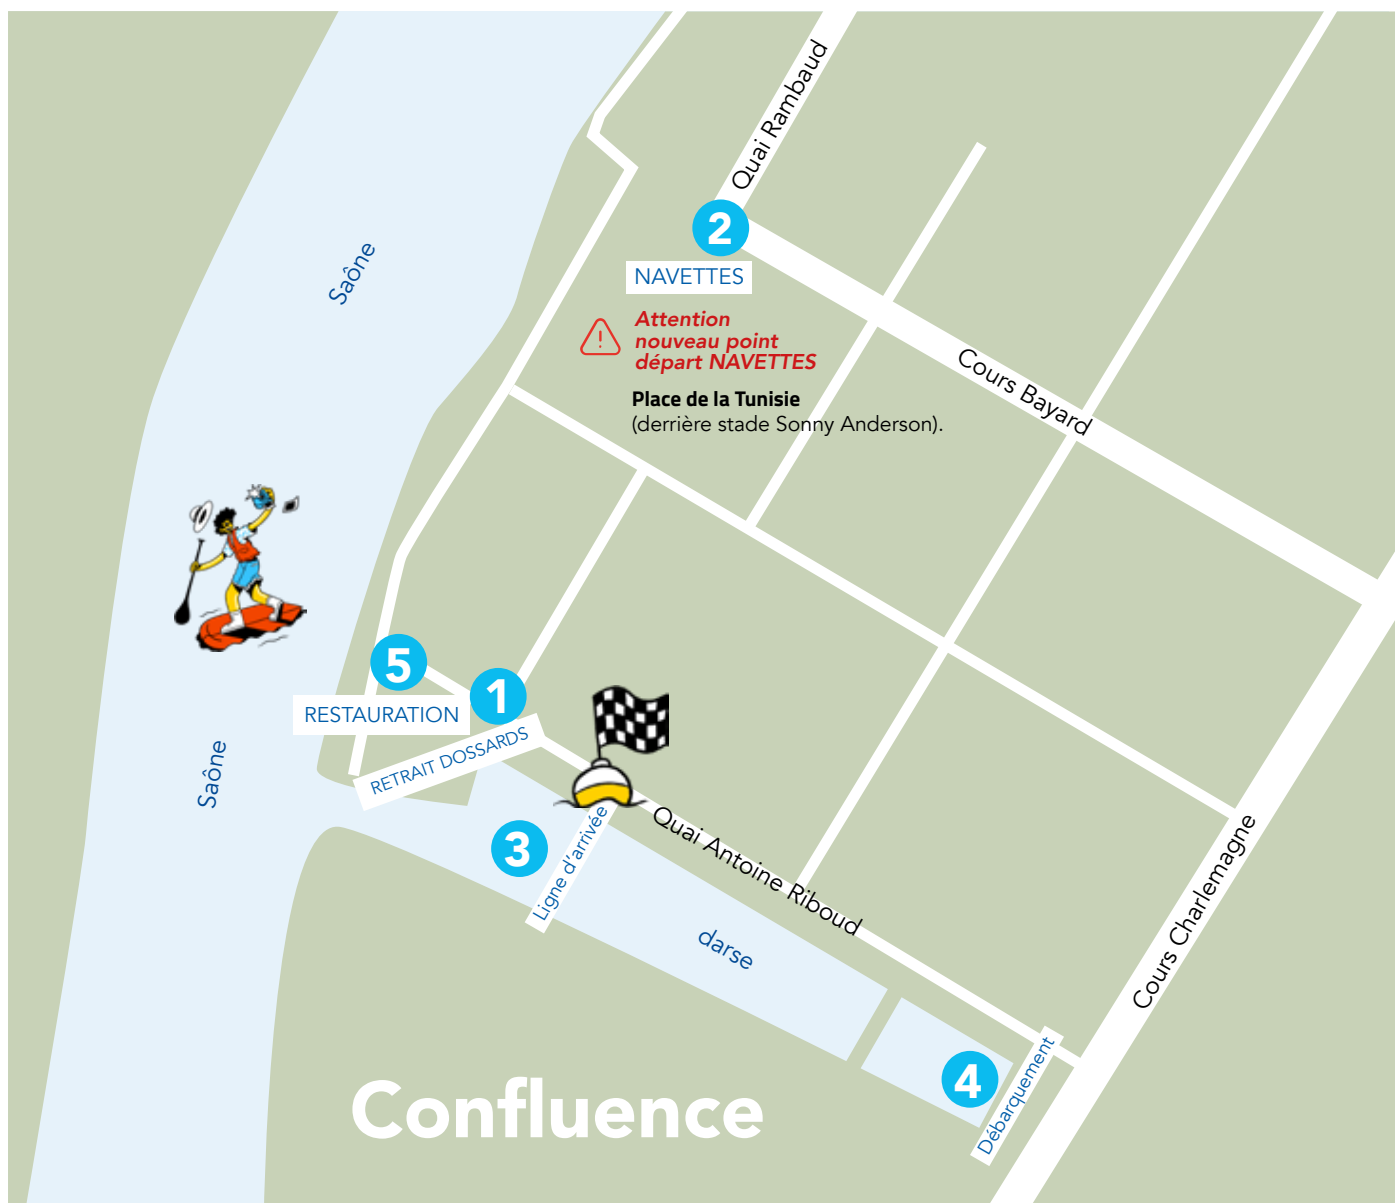 Quai Rambaud
2
NAVETTES
Saône
Attention
nouveau point
départ NAVETTES
Place de la Tunisie
(derrière stade Sonny Anderson).
Cours Bayard
5
RESTAURATION
1
RETRAIT DOSSARDS
Saône
3
Ligne d'arrivée
Quai Antoine Riboud
darse
Cours Charlemagne
4
Débarquement
Confluence